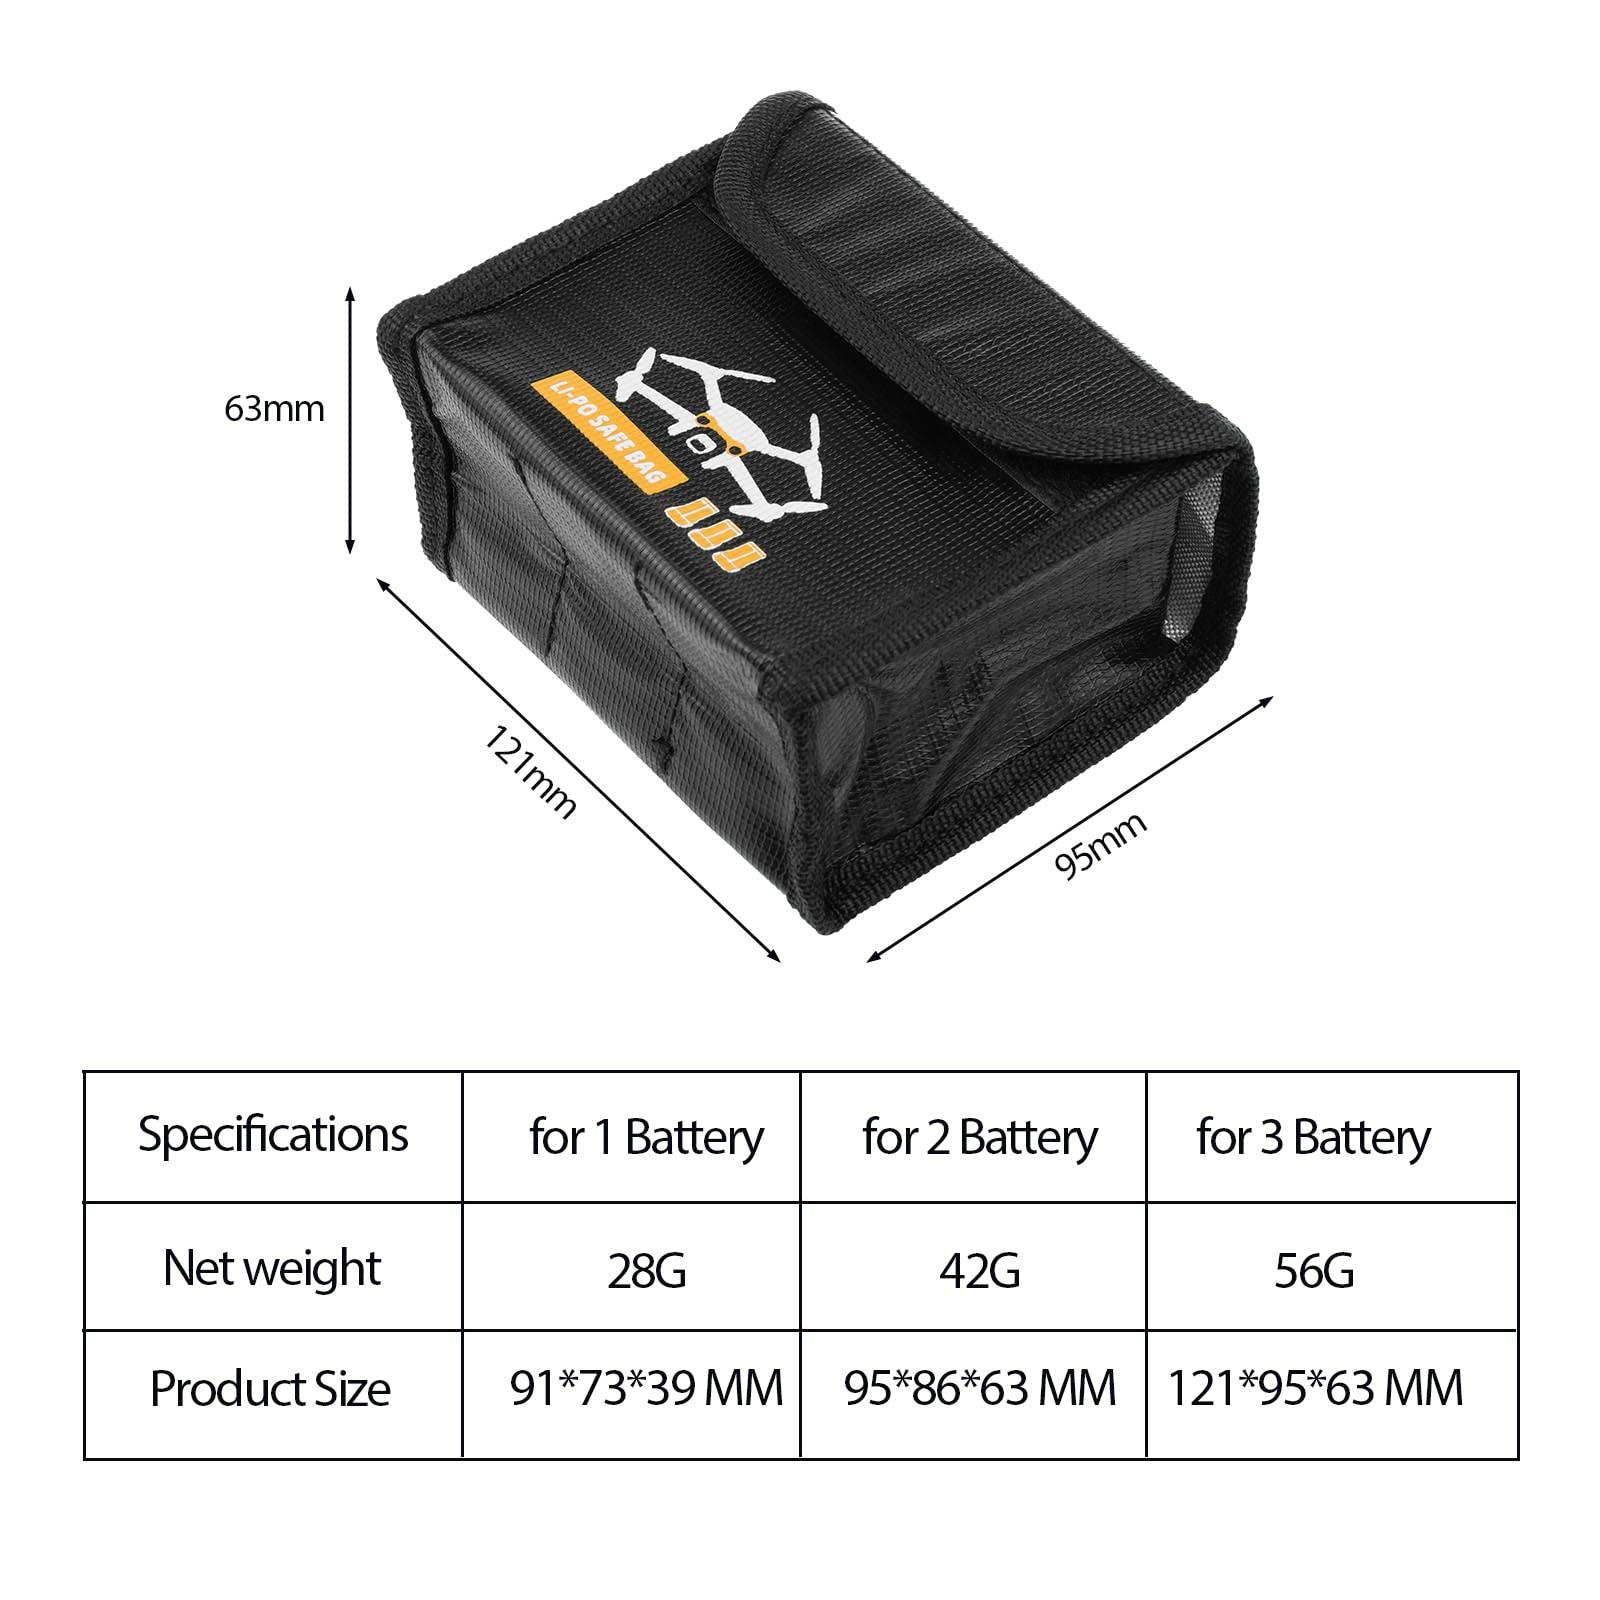 63mm
LI-PO SAFE BAG
121mm
95mm
Specifications for 1 Battery for 2 Battery for 3 Battery
Net weight 28G 42G 56G
Product Size 91*73*39 MM 95*86*63 MM 121*95*63 MM